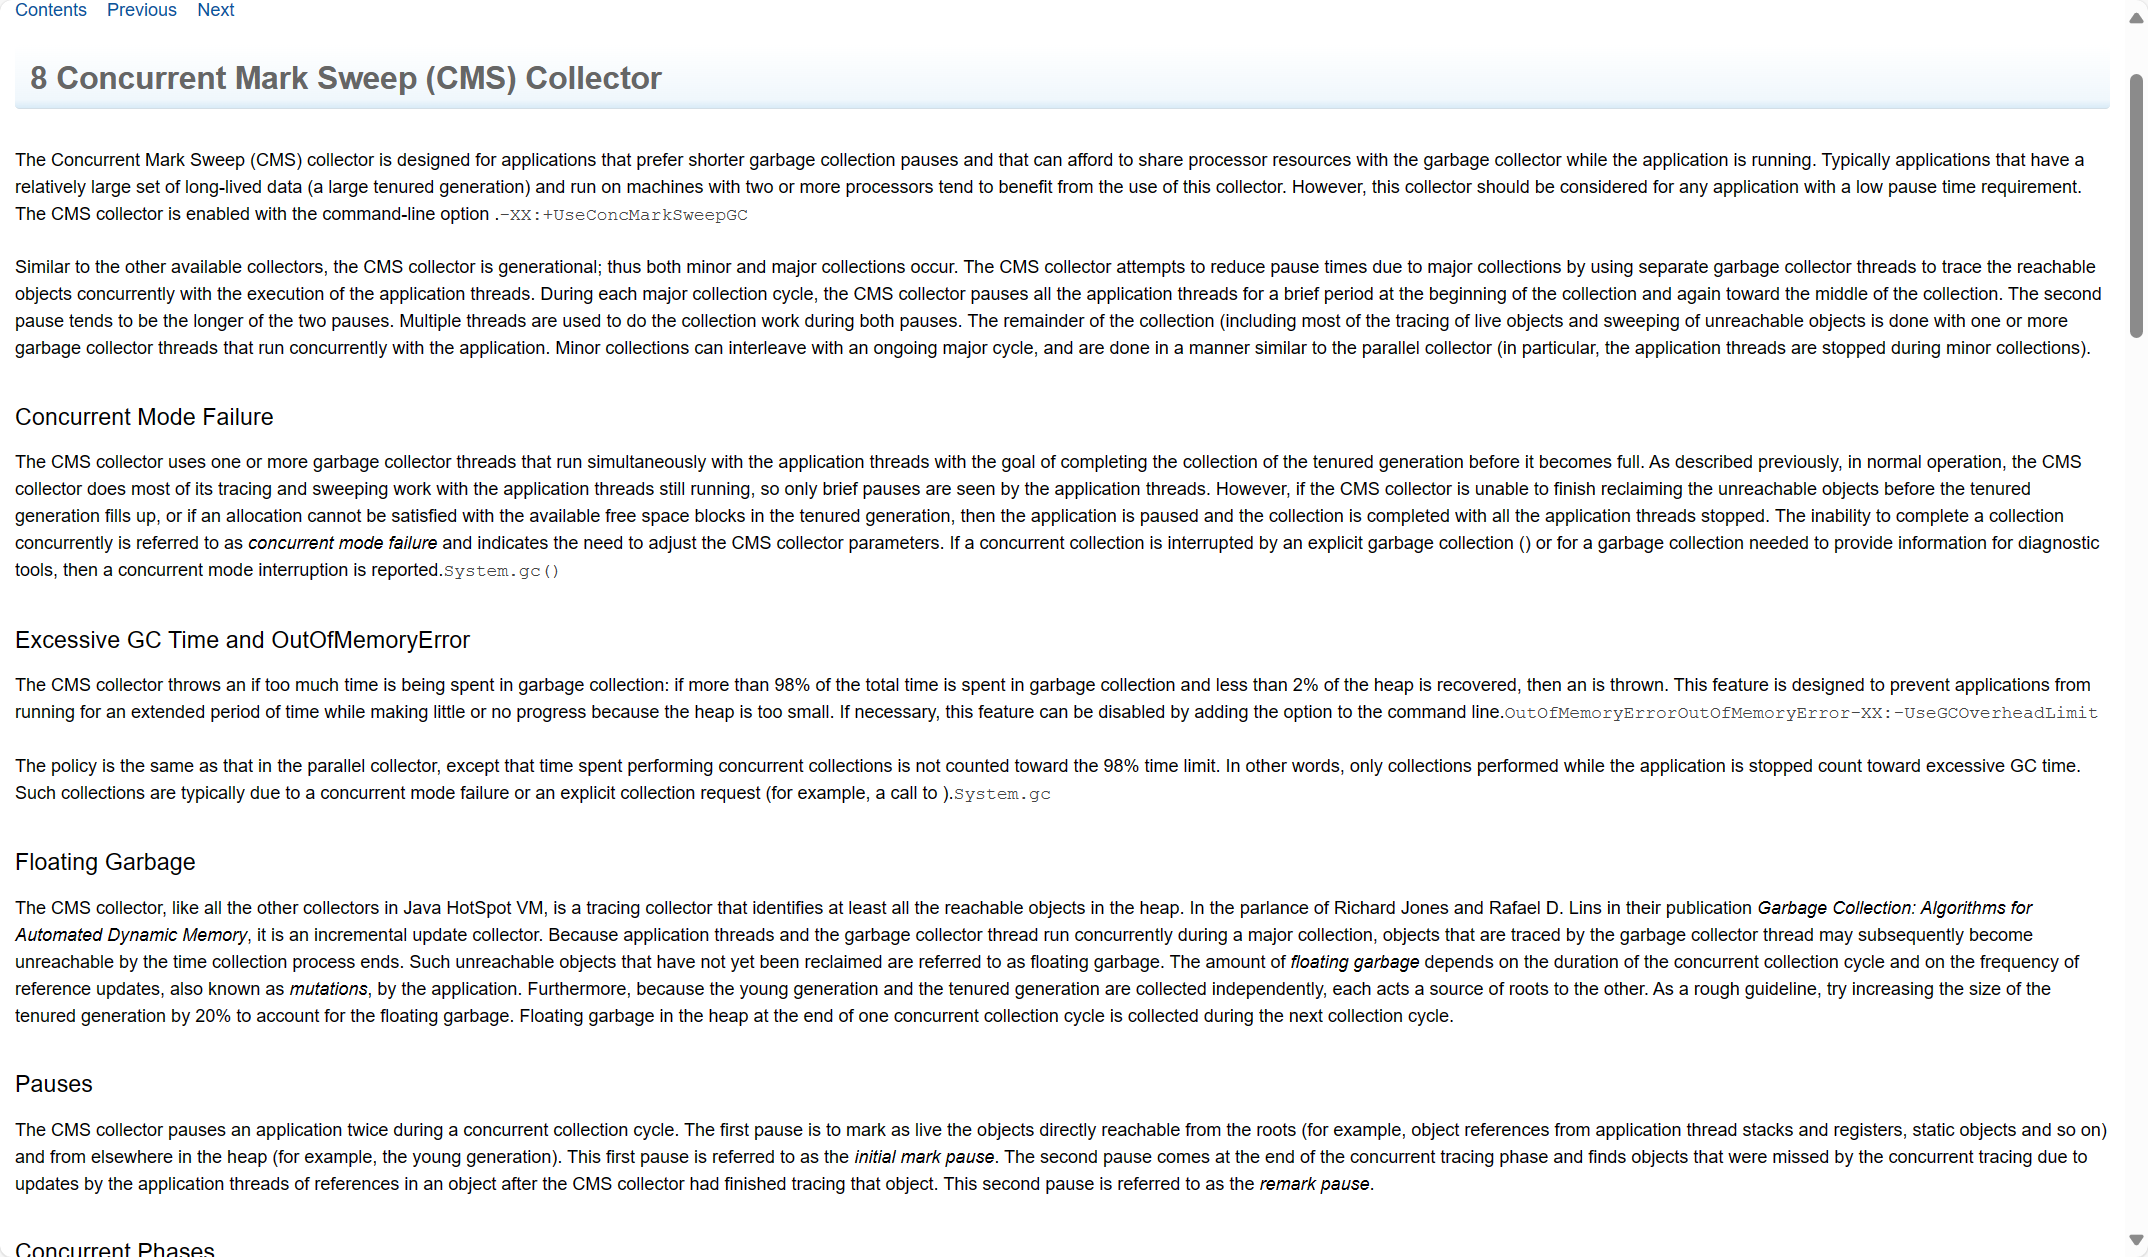 Contents Previous Next
8 Concurrent Mark Sweep (CMS) Collector
The Concurrent Mark Sweep (CMS) collector is designed for applications that prefer shorter garbage collection pauses and that can afford to share processor resources with the garbage collector while the application is running. Typically applications that have a
relatively large set of long-lived data (a large tenured generation) and run on machines with two or more processors tend to benefit from the use of this collector. However, this collector should be considered for any application with a low pause time requirement.
The CMS collector is enabled with the command-line option .-XX:+UseConcMarkSweepGC
Similar to the other available collectors, the CMS collector is generational; thus both minor and major collections occur. The CMS collector attempts to reduce pause times due to major collections by using separate garbage collector threads to trace the reachable
objects concurrently with the execution of the application threads. During each major collection cycle, the CMS collector pauses all the application threads for a brief period at the beginning of the collection and again toward the middle of the collection. The second
pause tends to be the longer of the two pauses. Multiple threads are used to do the collection work during both pauses. The remainder of the collection (including most of the tracing of live objects and sweeping of unreachable objects is done with one or more
garbage collector threads that run concurrently with the application. Minor collections can interleave with an ongoing major cycle, and are done in a manner similar to the parallel collector (in particular, the application threads are stopped during minor collections).
Concurrent Mode Failure
The CMS collector uses one or more garbage collector threads that run simultaneously with the application threads with the goal of completing the collection of the tenured generation before it becomes full. As described previously, in normal operation, the CMS
collector does most of its tracing and sweeping work with the application threads still running, so only brief pauses are seen by the application threads. However, if the CMS collector is unable to finish reclaiming the unreachable objects before the tenured
generation fills up, or if an allocation cannot be satisfied with the available free space blocks in the tenured generation, then the application is paused and the collection is completed with all the application threads stopped. The inability to complete a collection
concurrently is referred to as concurrent mode failure and indicates the need to adjust the CMS collector parameters. If a concurrent collection is interrupted by an explicit garbage collection () or for a garbage collection needed to provide information for diagnostic
tools, then a concurrent mode interruption is reported.System.gc()
Excessive GC Time and OutOfMemoryError
The CMS collector throws an if too much time is being spent in garbage collection: if more than 98% of the total time is spent in garbage collection and less than 2% of the heap is recovered, then an is thrown. This feature is designed to prevent applications from
running for an extended period of time while making little or no progress because the heap is too small. If necessary, this feature can be disabled by adding the option to the command line.OutOfMemoryErrorOutOfMemoryError-XX:-UseGCOverheadLimit
The policy is the same as that in the parallel collector, except that time spent performing concurrent collections is not counted toward the 98% time limit. In other words, only collections performed while the application is stopped count toward excessive GC time.
Such collections are typically due to a concurrent mode failure or an explicit collection request (for example, a call to ).System.gc
Floating Garbage
The CMS collector, like all the other collectors in Java HotSpot VM, is a tracing collector that identifies at least all the reachable objects in the heap. In the parlance of Richard Jones and Rafael D. Lins in their publication Garbage Collection: Algorithms for
Automated Dynamic Memory, it is an incremental update collector. Because application threads and the garbage collector thread run concurrently during a major collection, objects that are traced by the garbage collector thread may subsequently become
unreachable by the time collection process ends. Such unreachable objects that have not yet been reclaimed are referred to as floating garbage. The amount of floating garbage depends on the duration of the concurrent collection cycle and on the frequency of
reference updates, also known as mutations, by the application. Furthermore, because the young generation and the tenured generation are collected independently, each acts a source of roots to the other. As a rough guideline, try increasing the size of the
tenured generation by 20% to account for the floating garbage. Floating garbage in the heap at the end of one concurrent collection cycle is collected during the next collection cycle.
Pauses
The CMS collector pauses an application twice during a concurrent collection cycle. The first pause is to mark as live the objects directly reachable from the roots (for example, object references from application thread stacks and registers, static objects and so on)
and from elsewhere in the heap (for example, the young generation). This first pause is referred to as the initial mark pause. The second pause comes at the end of the concurrent tracing phase and finds objects that were missed by the concurrent tracing due to
updates by the application threads of references in an object after the CMS collector had finished tracing that object. This second pause is referred to as the remark pause.
Concurrent Phases